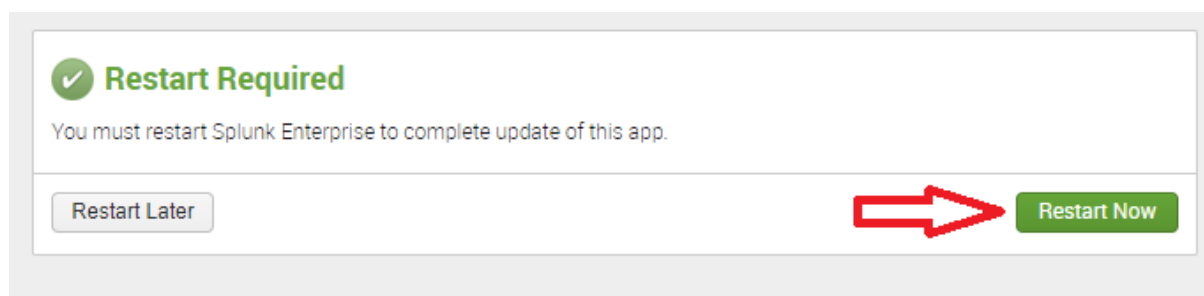 Restart Required
You must restart Splunk Enterprise to complete update of this app.
Restart Later
Restart Now